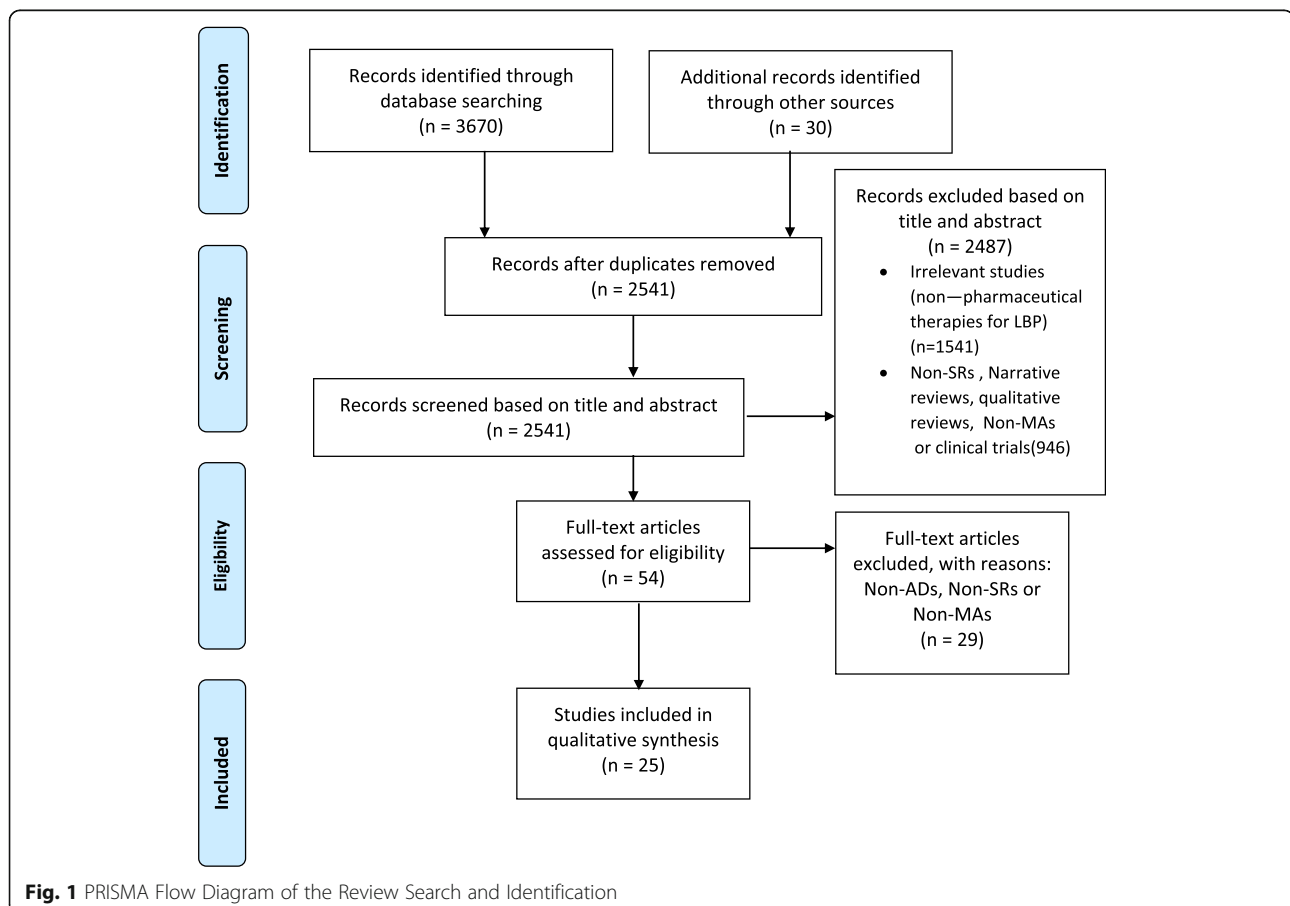 Identification
Records identified through
database searching
(n = 3670)
Additional records identified
through other sources
(n = 30)
Screening
Records after duplicates removed
(n = 2541)
Records excluded based on
title and abstract
(n = 2487)
• Irrelevant studies
(non—pharmaceutical
therapies for LBP)
(n=1541)
• Non-SRs , Narrative
reviews, qualitative
reviews, Non-MAs
or clinical trials(946)
Records screened based on title and abstract
(n = 2541)
Eligibility
Full-text articles
assessed for eligibility
(n = 54)
Full-text articles
excluded, with reasons:
Non-ADs, Non-SRs or
Non-MAs
(n = 29)
Included
Studies included in
qualitative synthesis
(n = 25)
Fig. 1 PRISMA Flow Diagram of the Review Search and Identification